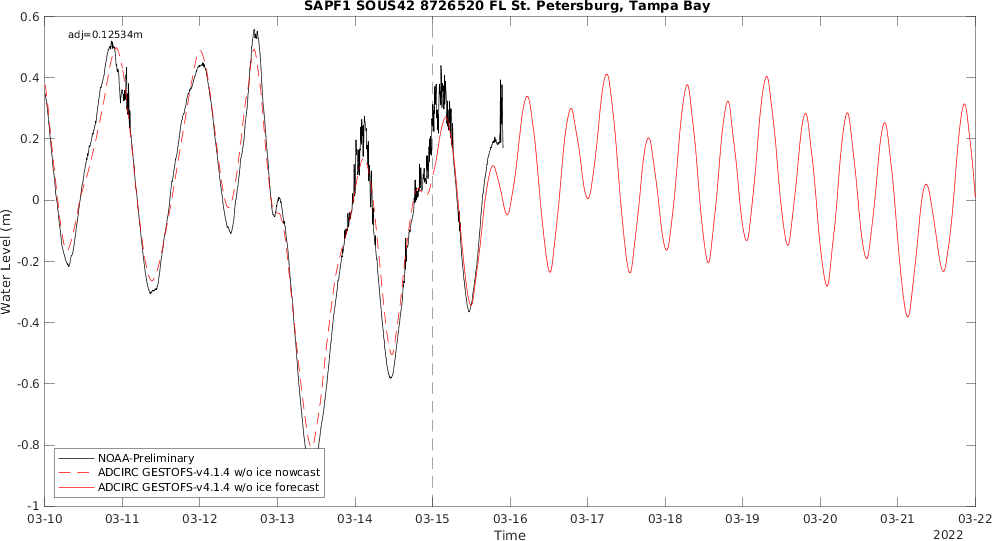 SAPF1 SOUS42 8726520 FL St. Petersburg, Tampa Bay
adj=0.12534m
0.6
0.4
0.2
0
-0.2
-0.4
-0.6
-0.8
-1
Water Level (m)
NOAA-Preliminary
ADCIRC GESTOFS-v4.1.4 w/o ice nowcast
ADCIRC GESTOFS-v4.1.4 w/o ice forecast
03-10 03-11 03-12 03-13 03-14 03-15 03-16 03-17 03-18 03-19 03-20 03-21 03-22
Time
2022